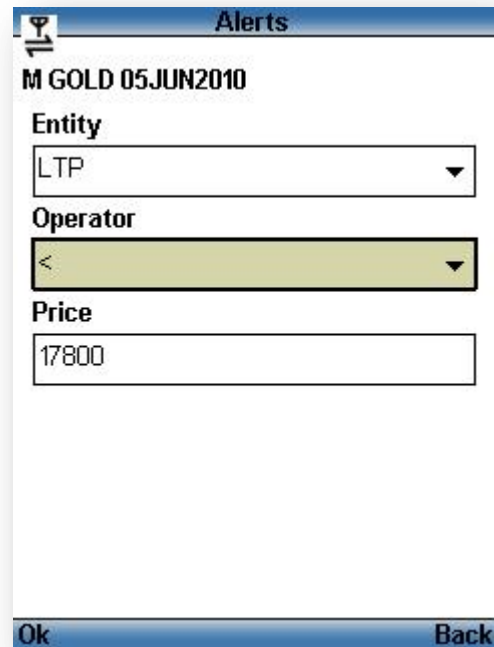 Alerts
M GOLD 05JUN2010
Entity
LTP
Operator
<
Price
17800
Ok Back